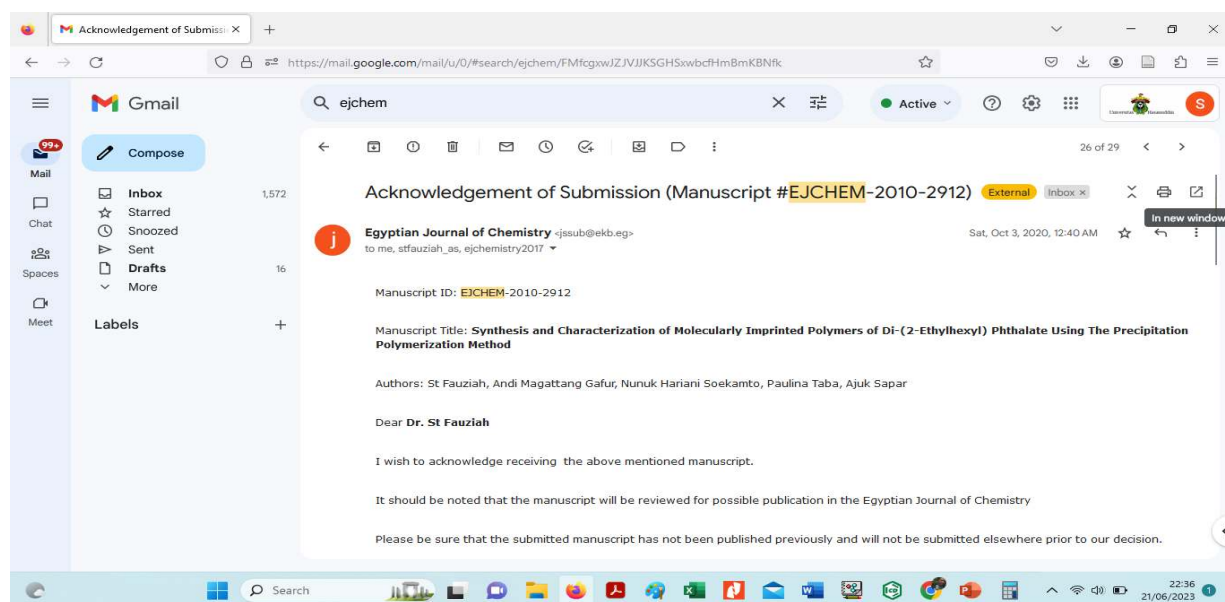 Acknowledgement of Submissi
https://mail.google.com/mail/u/0/#search/ejchem/FMfcgxwJZJVJJKSGHSxwbcfHmBmKBNfk
Gmail
ejchem
Active
S
99+
Mail
Chat
Spaces
Meet
Compose
Inbox 1,572
Starred
Snoozed
Sent
Drafts 16
More
Labels
26 of 29
Acknowledgement of Submission (Manuscript #EJCHEM-2010-2912) External Inbox ×
In new window
j
Egyptian Journal of Chemistry <jssub@ekb.eg> Sat, Oct 3, 2020, 12:40 AM
to me, stfauziah_as, ejchemistry2017
Manuscript ID: EJCHEM-2010-2912
Manuscript Title: Synthesis and Characterization of Molecularly Imprinted Polymers of Di-(2-Ethylhexyl) Phthalate Using The Precipitation
Polymerization Method
Authors: St Fauziah, Andi Magattang Gafur, Nunuk Hariani Soekamto, Paulina Taba, Ajuk Sapar
Dear Dr. St Fauziah
I wish to acknowledge receiving the above mentioned manuscript.
It should be noted that the manuscript will be reviewed for possible publication in the Egyptian Journal of Chemistry
Please be sure that the submitted manuscript has not been published previously and will not be submitted elsewhere prior to our decision.
Search
22:36
21/06/2023
1